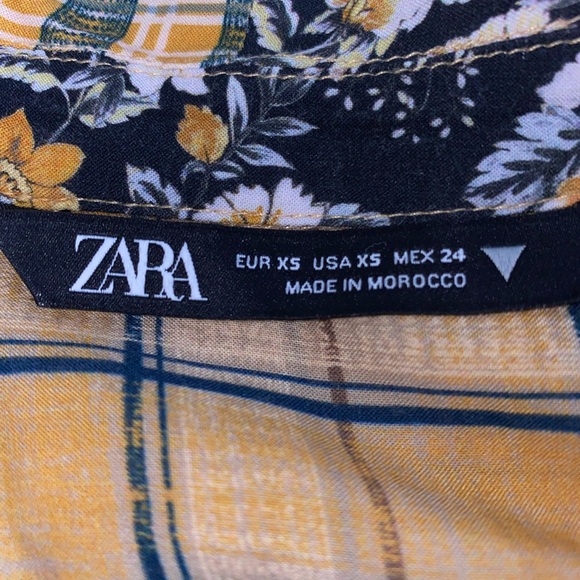 ZARA
EUR XS USA XS MEX 24
MADE IN MOROCCO